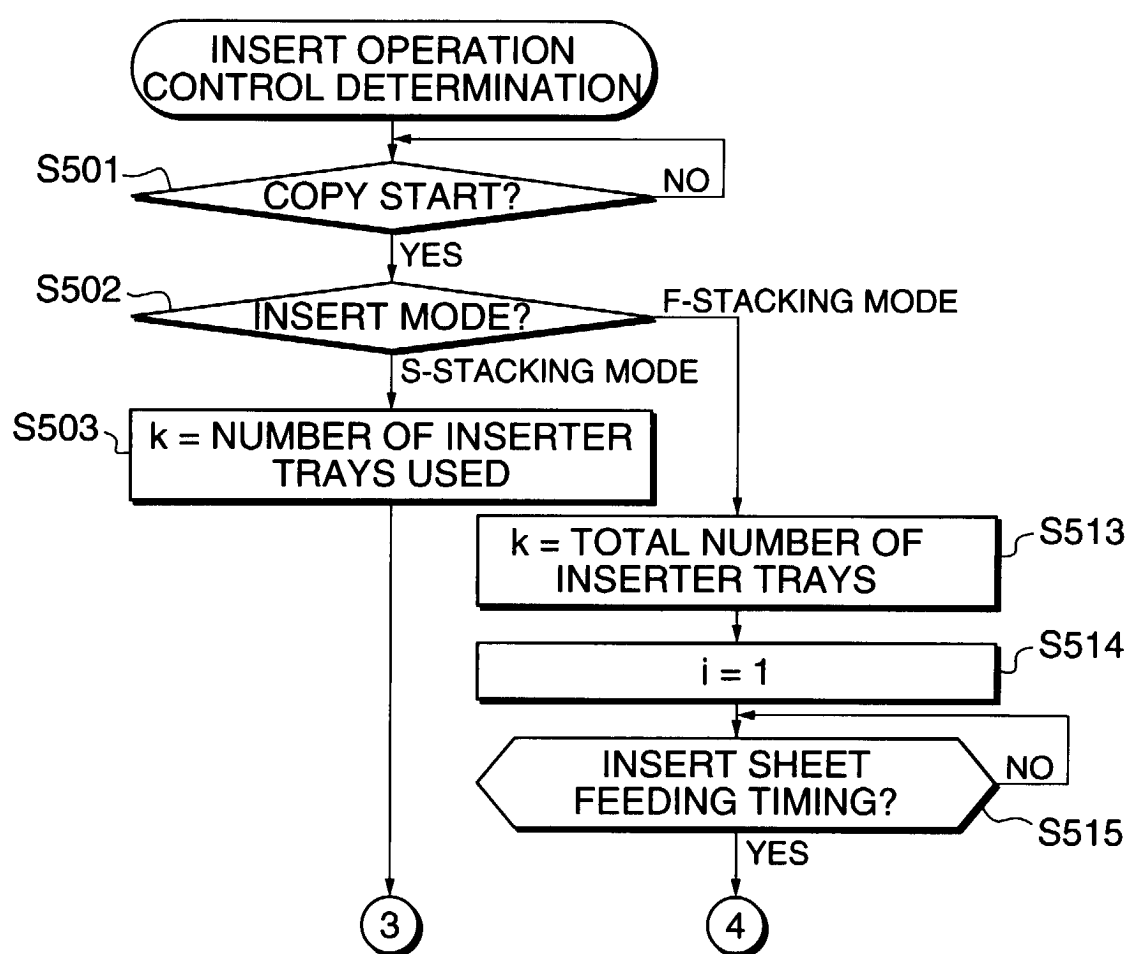 INSERT OPERATION
CONTROL DETERMINATION
S501
COPY START?
NO
YES
S502
INSERT MODE?
F-STACKING MODE
S-STACKING MODE
S503
k = NUMBER OF INSERTER
TRAYS USED
k = TOTAL NUMBER OF
INSERTER TRAYS
S513
i = 1
S514
INSERT SHEET
FEEDING TIMING?
NO
S515
YES
3
4